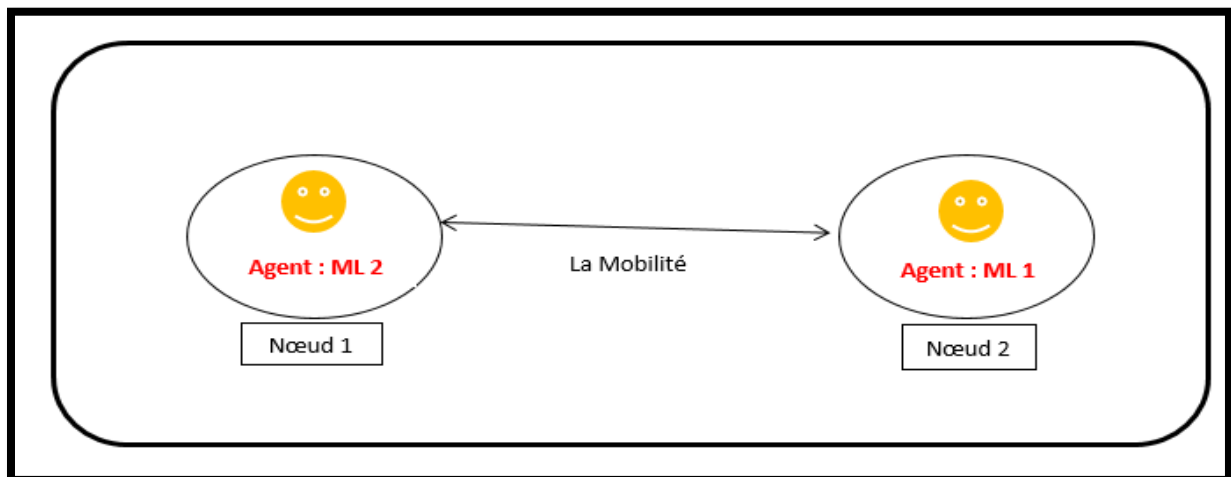 Agent : ML 2
La Mobilité
Agent : ML 1
Nœud 1
Nœud 2